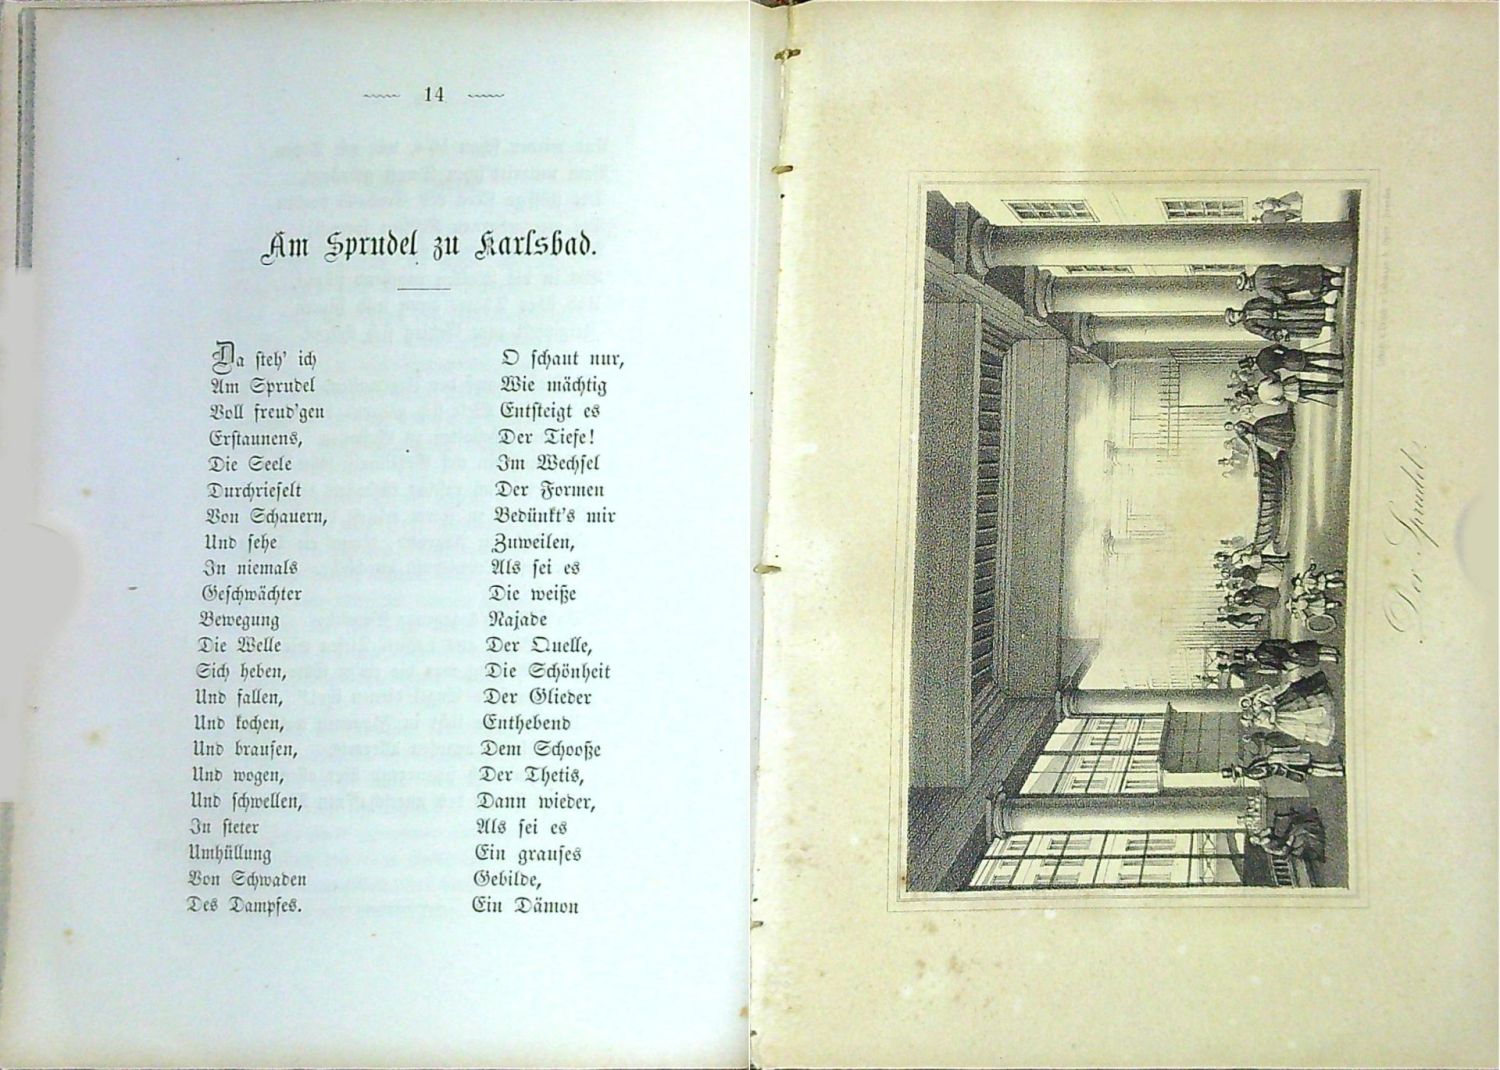 14
Am Sprudel zu Karlsbad.
Da steh' ich
Am Sprudel
Voll freud'gen
Erstaunens,
Die Seele
Durchrieselt
Von Schauern,
Und sehe
In niemals
Geschwächter
Bewegung
Die Welle
Sich heben,
Und fallen,
Und kochen,
Und brausen,
Und wogen,
Und schwellen,
In steter
Umhüllung
Von Schwaden
Des Dampfes.
O schaut nur,
Wie mächtig
Entsteigt es
Der Tiefe!
Im Wechsel
Der Formen
Bedünkt's mir
Zuweilen,
Als sei es
Die weiße
Najade
Der Quelle,
Die Schönheit
Der Glieder
Enthebend
Dem Schooße
Der Thetis,
Dann wieder,
Als sei es
Ein grauses
Gebilde,
Ein Dämon
Der Sprudel.